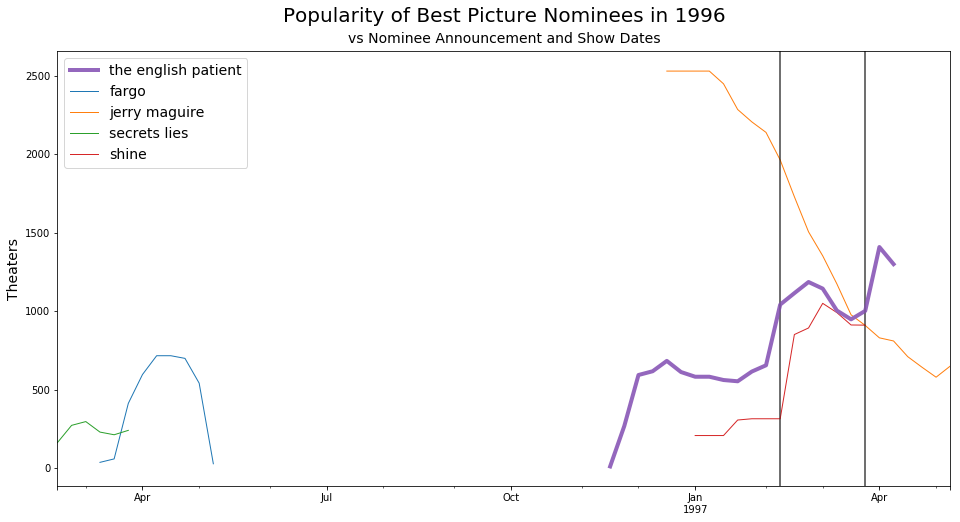 Popularity of Best Picture Nominees in 1996
vs Nominee Announcement and Show Dates
the english patient
fargo
jerry maguire
secrets lies
shine
Theaters
2500
2000
1500
1000
500
0
Apr
Jul
Oct
Jan
1997
Apr